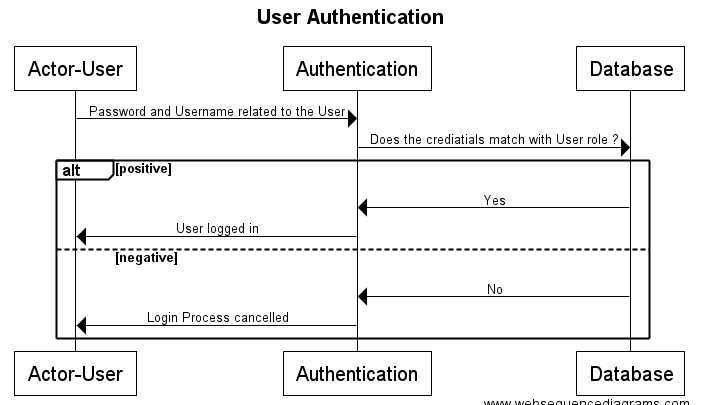 User Authentication
Actor-User
Authentication
Database
Password and Username related to the User
Does the crediatials match with User role ?
alt
[positive]
Yes
User logged in
[negative]
No
Login Process cancelled
Actor-User
Authentication
Database
www.websequencediagrams.com